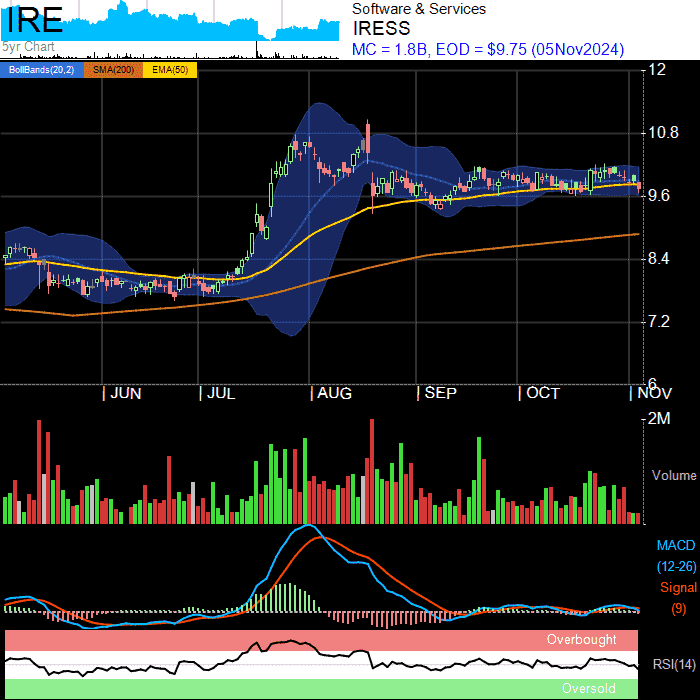 IRE
5yr Chart
Software & Services
IRESS
MC = 1.8B, EOD = $9.75 (05Nov2024)
BollBands(20,2) SMA(200) EMA(50)
12
10.8
9.6
8.4
7.2
6
JUN JUL AUG SEP OCT NOV
2M
Volume
MACD
(12-26)
Signal
(9)
Overbought
RSI(14)
Oversold